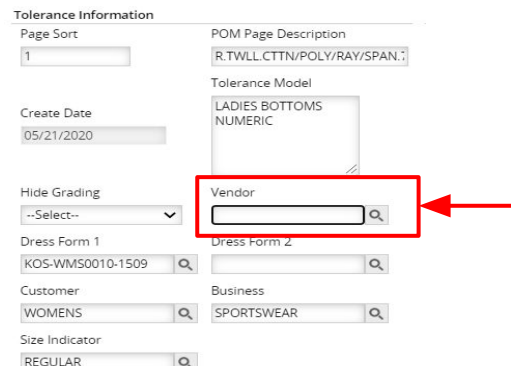 Tolerance Information
Page Sort
POM Page Description
1
R.TWLL.CTTN/POLY/RAY/SPAN.
Tolerance Model
LADIES BOTTOMS
NUMERIC
Create Date
05/21/2020
Hide Grading
Vendor
--Select--
Dress Form 1
Dress Form 2
KOS-WMS0010-1509
Customer
Business
WOMENS
SPORTSWEAR
Size Indicator
REGULAR